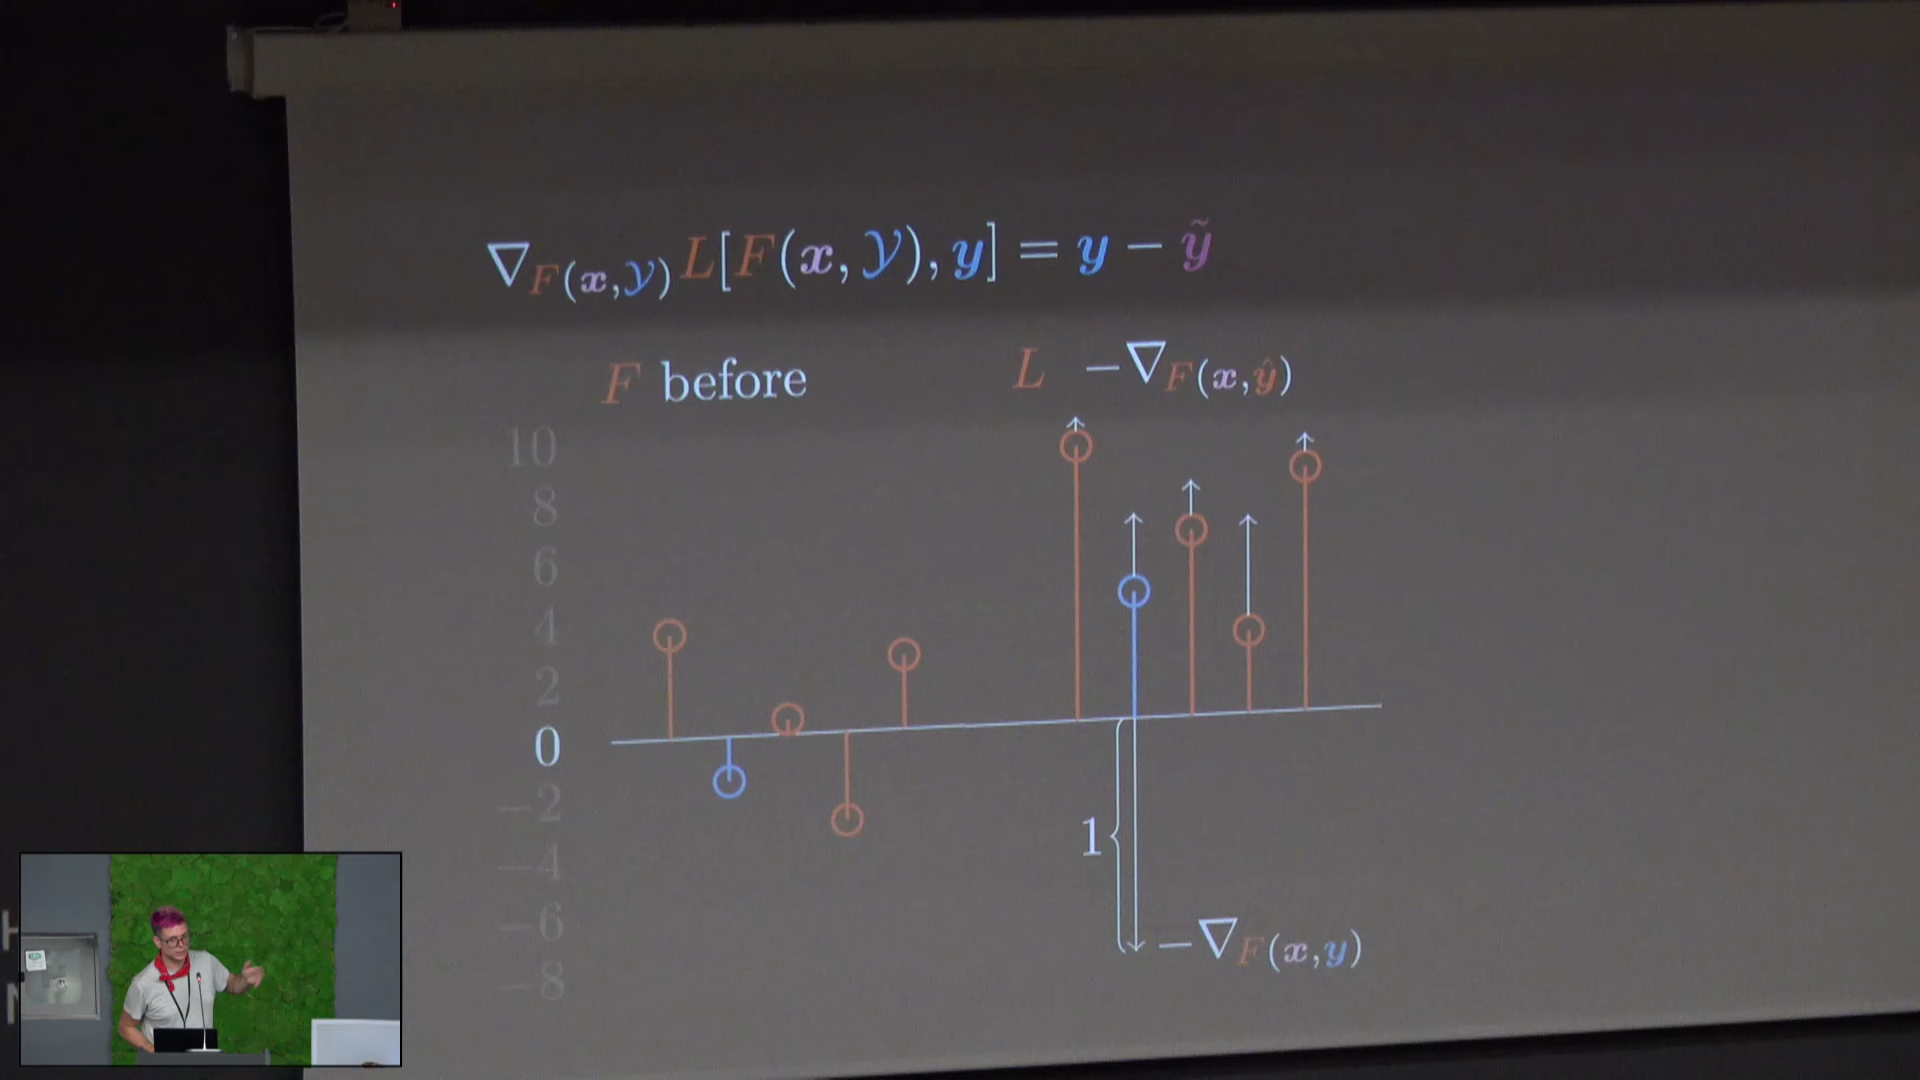 ∇_{F(x,𝒴)} L[F(x, 𝒴), y] = y − ỹ
F before
L −∇_{F(x,ŷ)}
10
8
6
4
2
0
−2
−4
−6
−8
1
−∇_{F(x,y)}